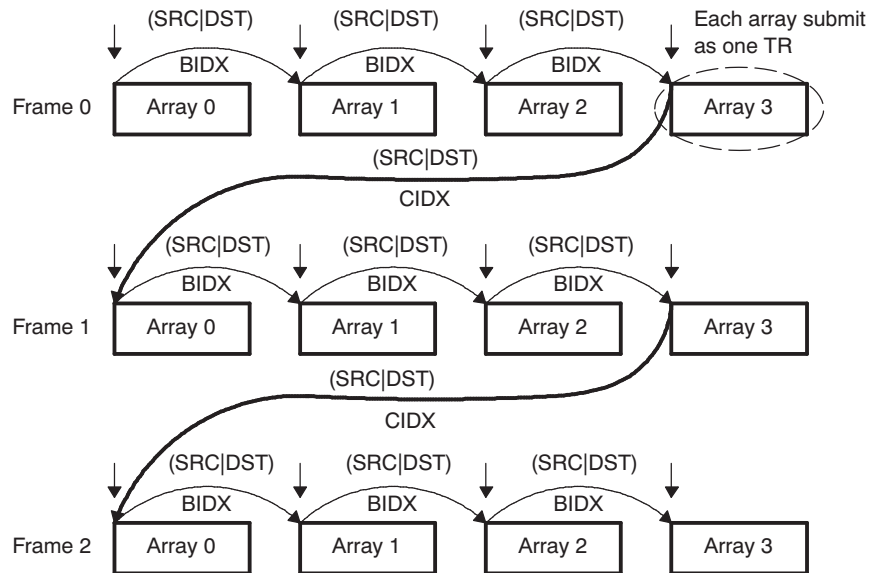 (SRC|DST) (SRC|DST) (SRC|DST) Each array submit
as one TR
BIDX BIDX BIDX
Frame 0 Array 0 Array 1 Array 2 Array 3
(SRC|DST)
CIDX
(SRC|DST) (SRC|DST) (SRC|DST)
BIDX BIDX BIDX
Frame 1 Array 0 Array 1 Array 2 Array 3
(SRC|DST)
CIDX
(SRC|DST) (SRC|DST) (SRC|DST)
BIDX BIDX BIDX
Frame 2 Array 0 Array 1 Array 2 Array 3